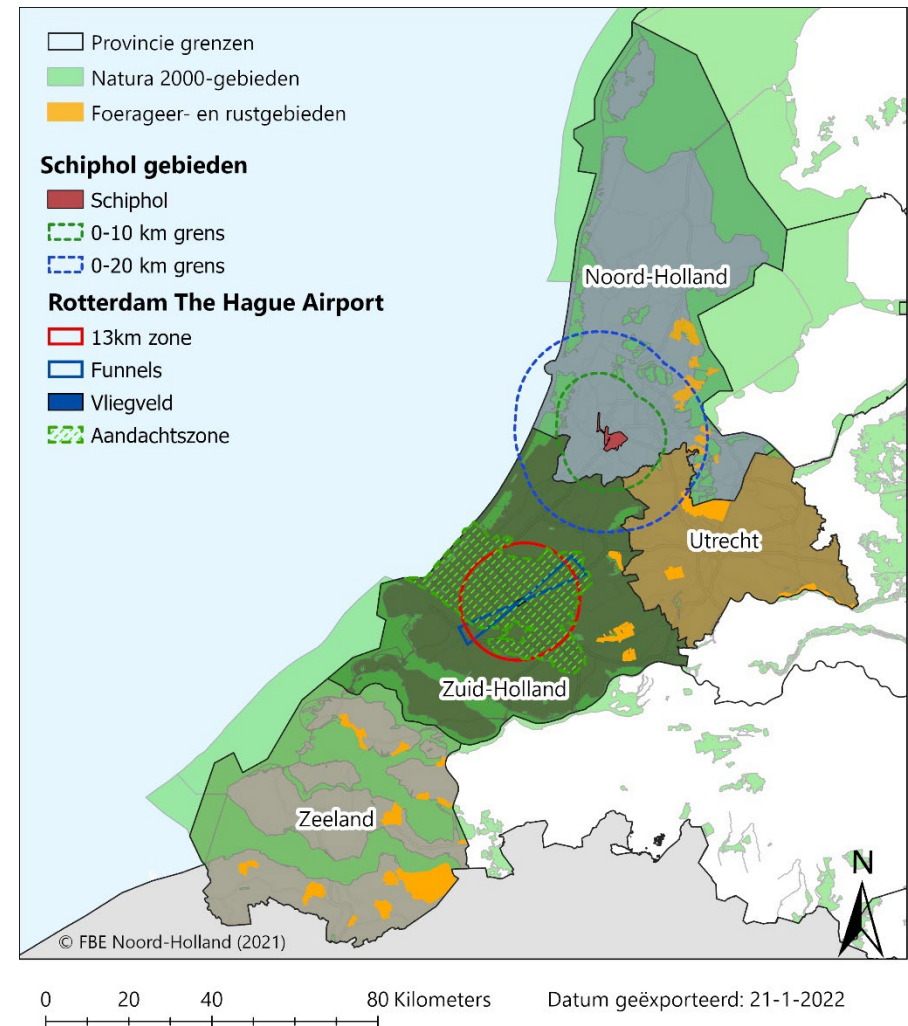 Provincie grenzen
Natura 2000-gebieden
Foerageer- en rustgebieden
Schiphol gebieden
Schiphol
0-10 km grens
0-20 km grens
Rotterdam The Hague Airport
13km zone
Funnels
Vliegveld
Aandachtszone
Noord-Holland
Utrecht
Zuid-Holland
Zeeland
N
© FBE Noord-Holland (2021)
0 20 40 80 Kilometers
Datum geëxporteerd: 21-1-2022